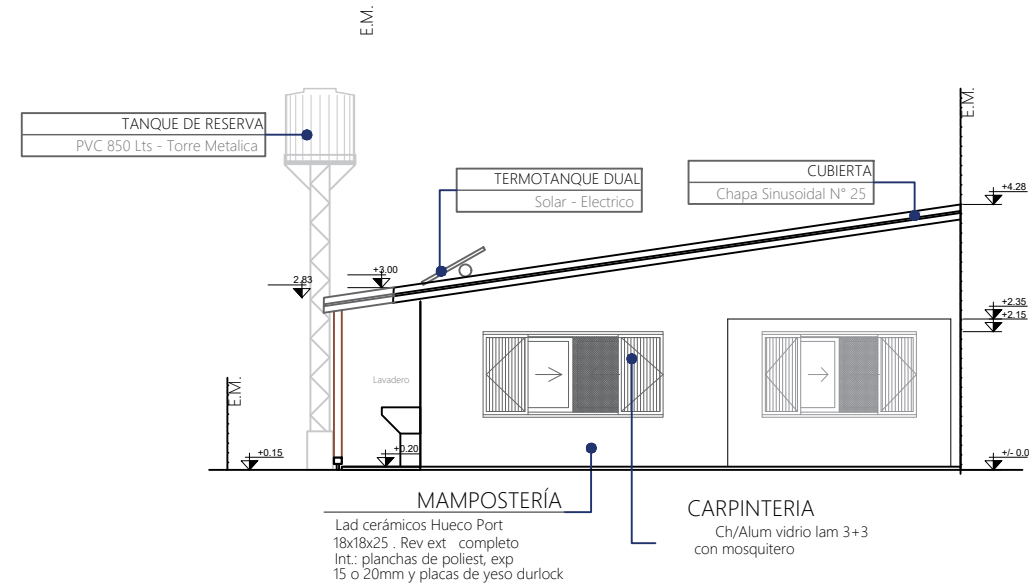 E.M.
TANQUE DE RESERVA
PVC 850 Lts - Torre Metalica
TERMOTANQUE DUAL
Solar - Electrico
CUBIERTA
Chapa Sinusoidal N° 25
E.M.
+4.28
+3.00
2.83
+2.35
+2.15
Lavadero
E.M.
+0.15
+0.20
+/- 0.0
MAMPOSTERÍA
Lad cerámicos Hueco Port
18x18x25 . Rev ext completo
Int.: planchas de poliest, exp
15 o 20mm y placas de yeso durlock
CARPINTERIA
Ch/Alum vidrio lam 3+3
con mosquitero